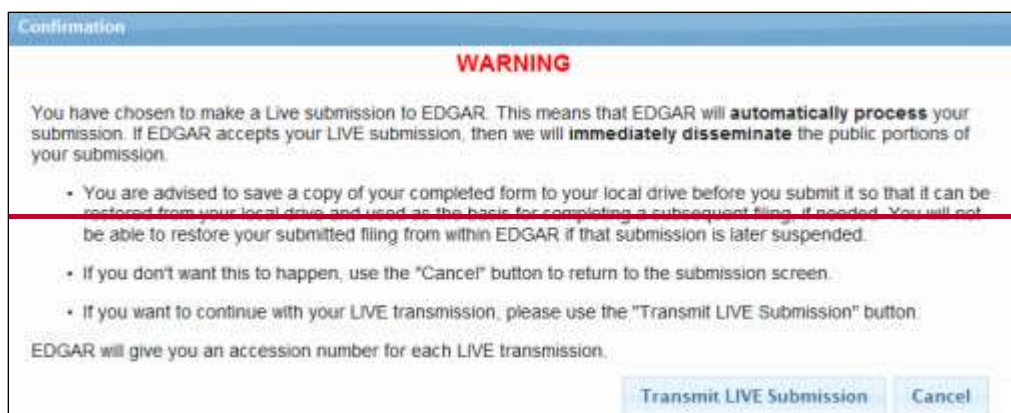 Confirmation
WARNING
You have chosen to make a Live submission to EDGAR. This means that EDGAR will automatically process your
submission. If EDGAR accepts your LIVE submission, then we will immediately disseminate the public portions of
your submission.
• You are advised to save a copy of your completed form to your local drive before you submit it so that it can be
restored from your local drive and used as the basis for completing a subsequent filing, if needed. You will not
be able to restore your submitted filing from within EDGAR if that submission is later suspended.
• If you don't want this to happen, use the "Cancel" button to return to the submission screen.
• If you want to continue with your LIVE transmission, please use the "Transmit LIVE Submission" button.
EDGAR will give you an accession number for each LIVE transmission.
Transmit LIVE Submission Cancel